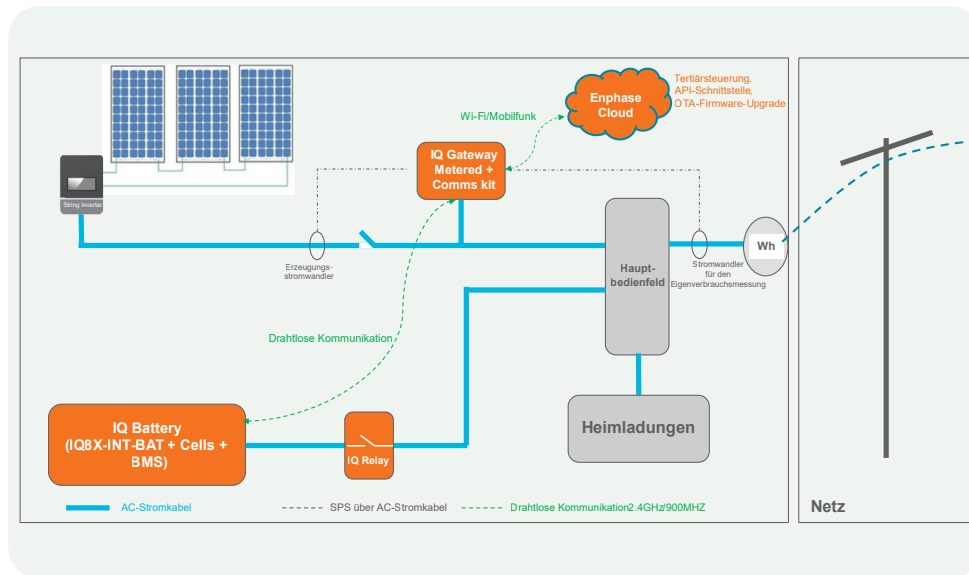 Enphase
Cloud
Tertiärsteuerung,
API-Schnittstelle,
OTA-Firmware-Upgrade
Wi-Fi/Mobilfunk
IQ Gateway
Metered +
Comms kit
String Inverter
Erzeugungs-
stromwandler
Haupt-
bedienfeld
Stromwandler
für den
Eigenverbrauchsmessung
Wh
Drahtlose Kommunikation
IQ Battery
(IQ8X-INT-BAT + Cells +
BMS)
IQ Relay
Heimladungen
AC-Stromkabel
SPS über AC-Stromkabel
Drahtlose Kommunikation2.4GHz/900MHZ
Netz